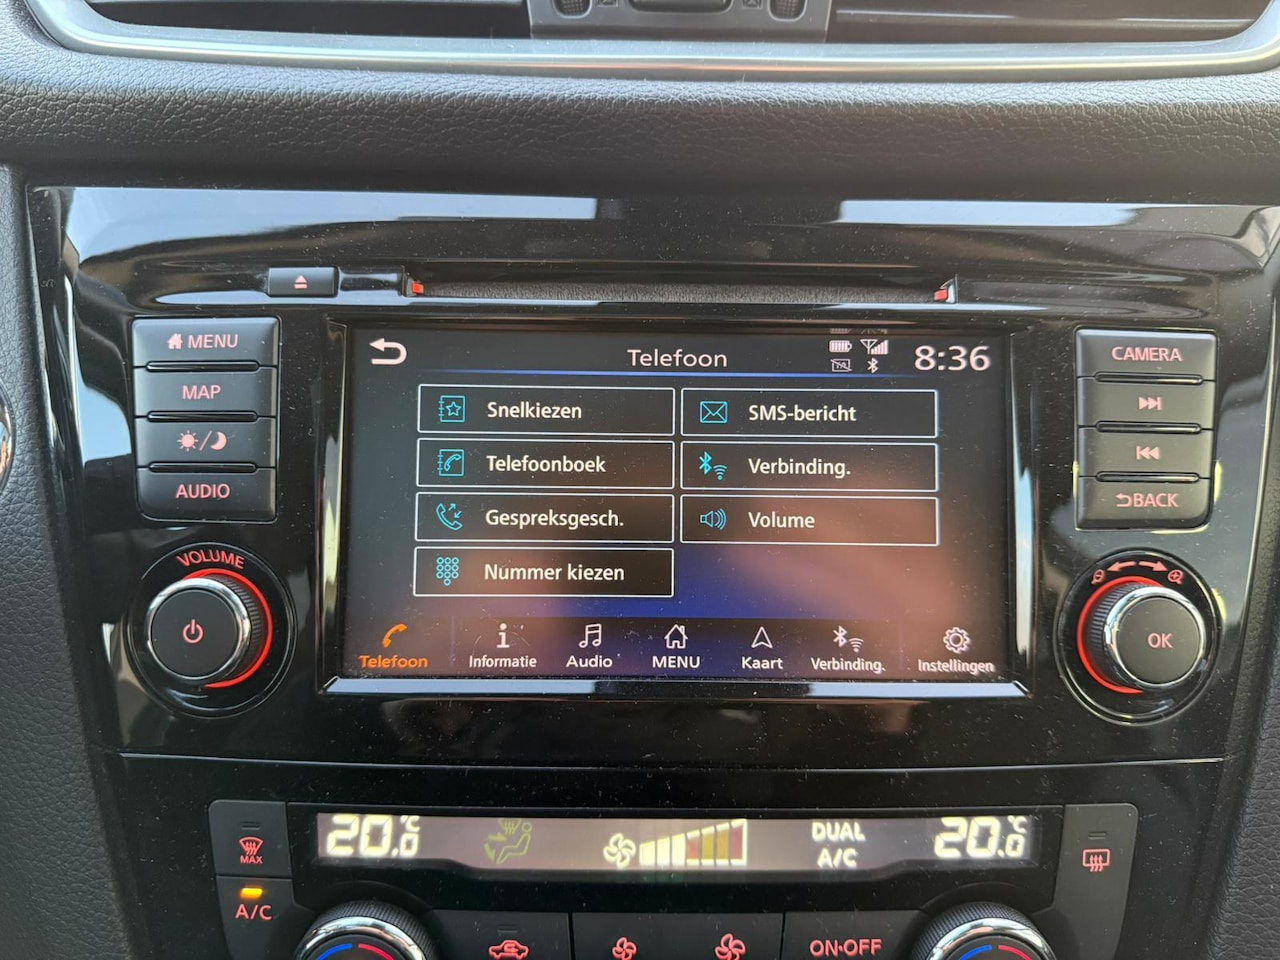 MENU
MAP
AUDIO
VOLUME
Telefoon
TA
8:36
Snelkiezen
SMS-bericht
Telefoonboek
Verbinding.
Gespreksgesch.
Volume
Nummer kiezen
Telefoon
Informatie
Audio
MENU
Kaart
Verbinding.
Instellingen
CAMERA
BACK
OK
MAX
A/C
20.0°C
DUAL
A/C
20.0°C
ON·OFF